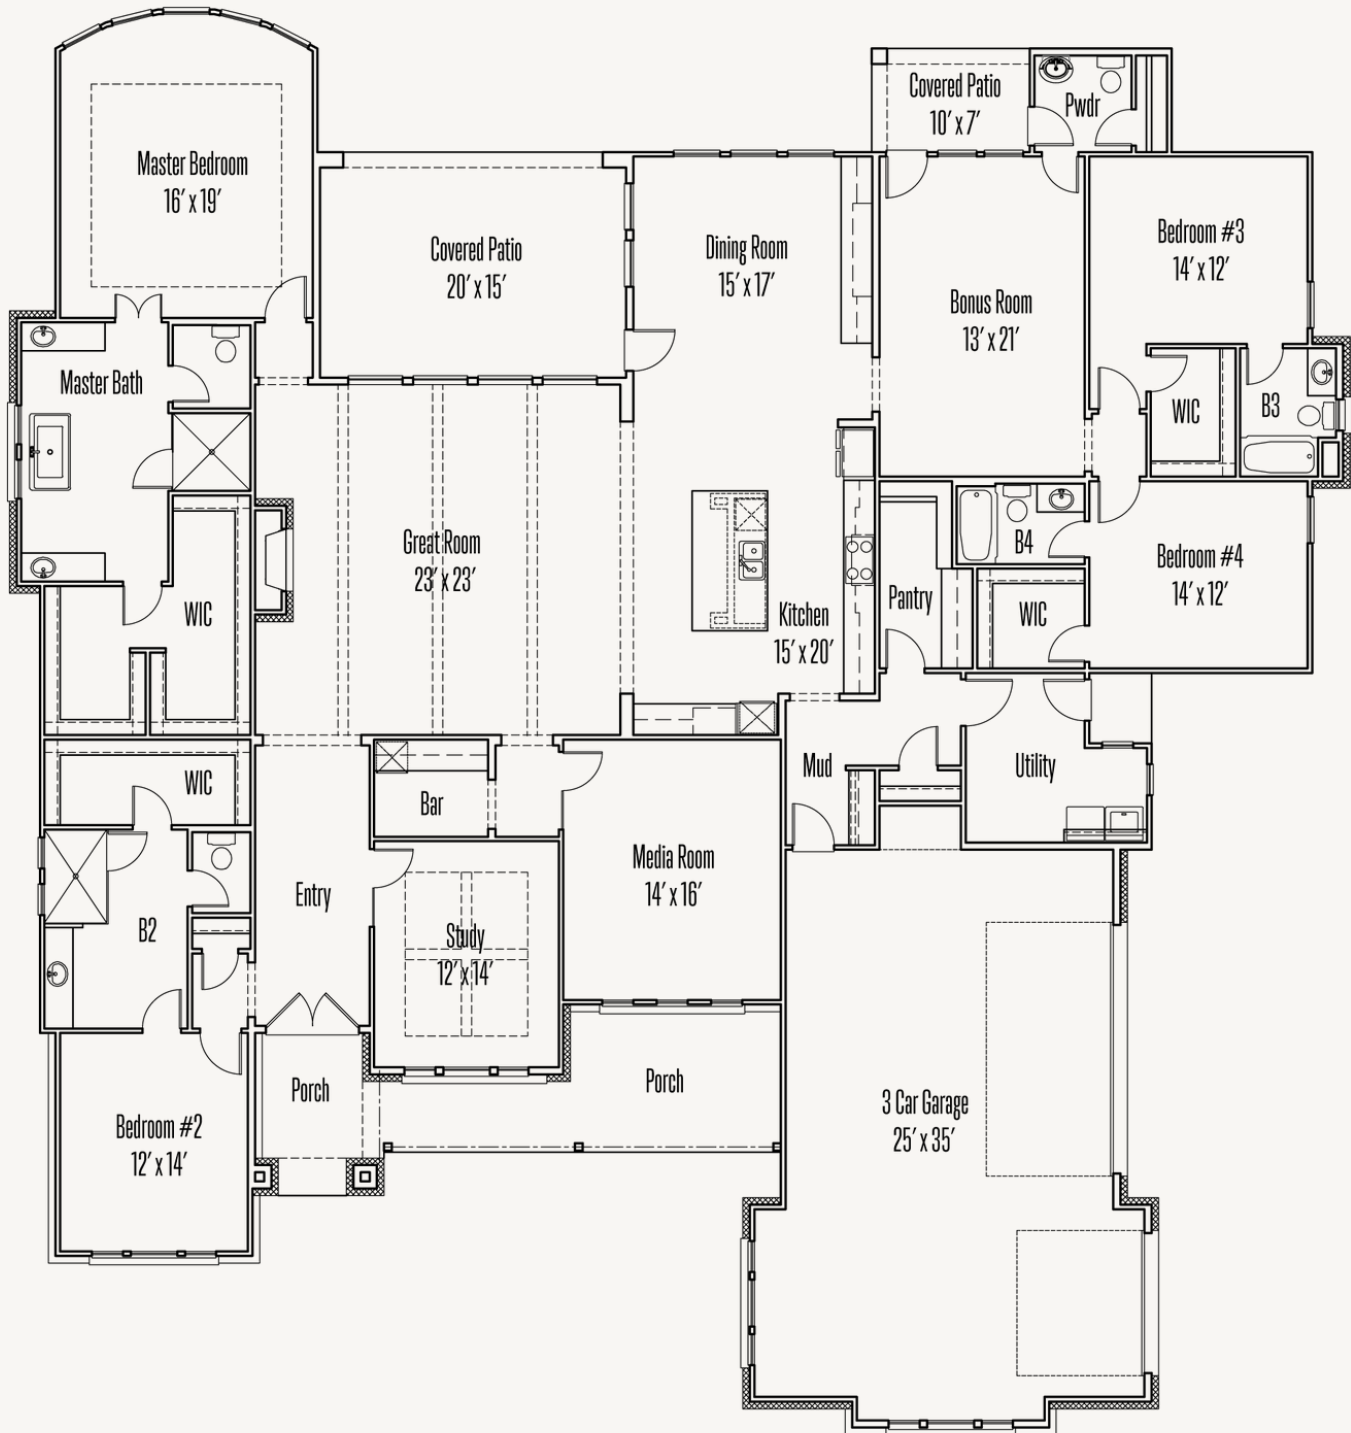 Covered Patio
10' x 7'
Pwdr
Master Bedroom
16' x 19'
Covered Patio
20' x 15'
Dining Room
15' x 17'
Bonus Room
13' x 21'
Bedroom #3
14' x 12'
Master Bath
WIC
B3
Great Room
23' x 23'
Kitchen
15' x 20'
Pantry
B4
WIC
Bedroom #4
14' x 12'
WIC
WIC
Bar
Mud
Utility
Media Room
14' x 16'
Entry
B2
Study
12' x 14'
Porch
Porch
Bedroom #2
12' x 14'
3 Car Garage
25' x 35'